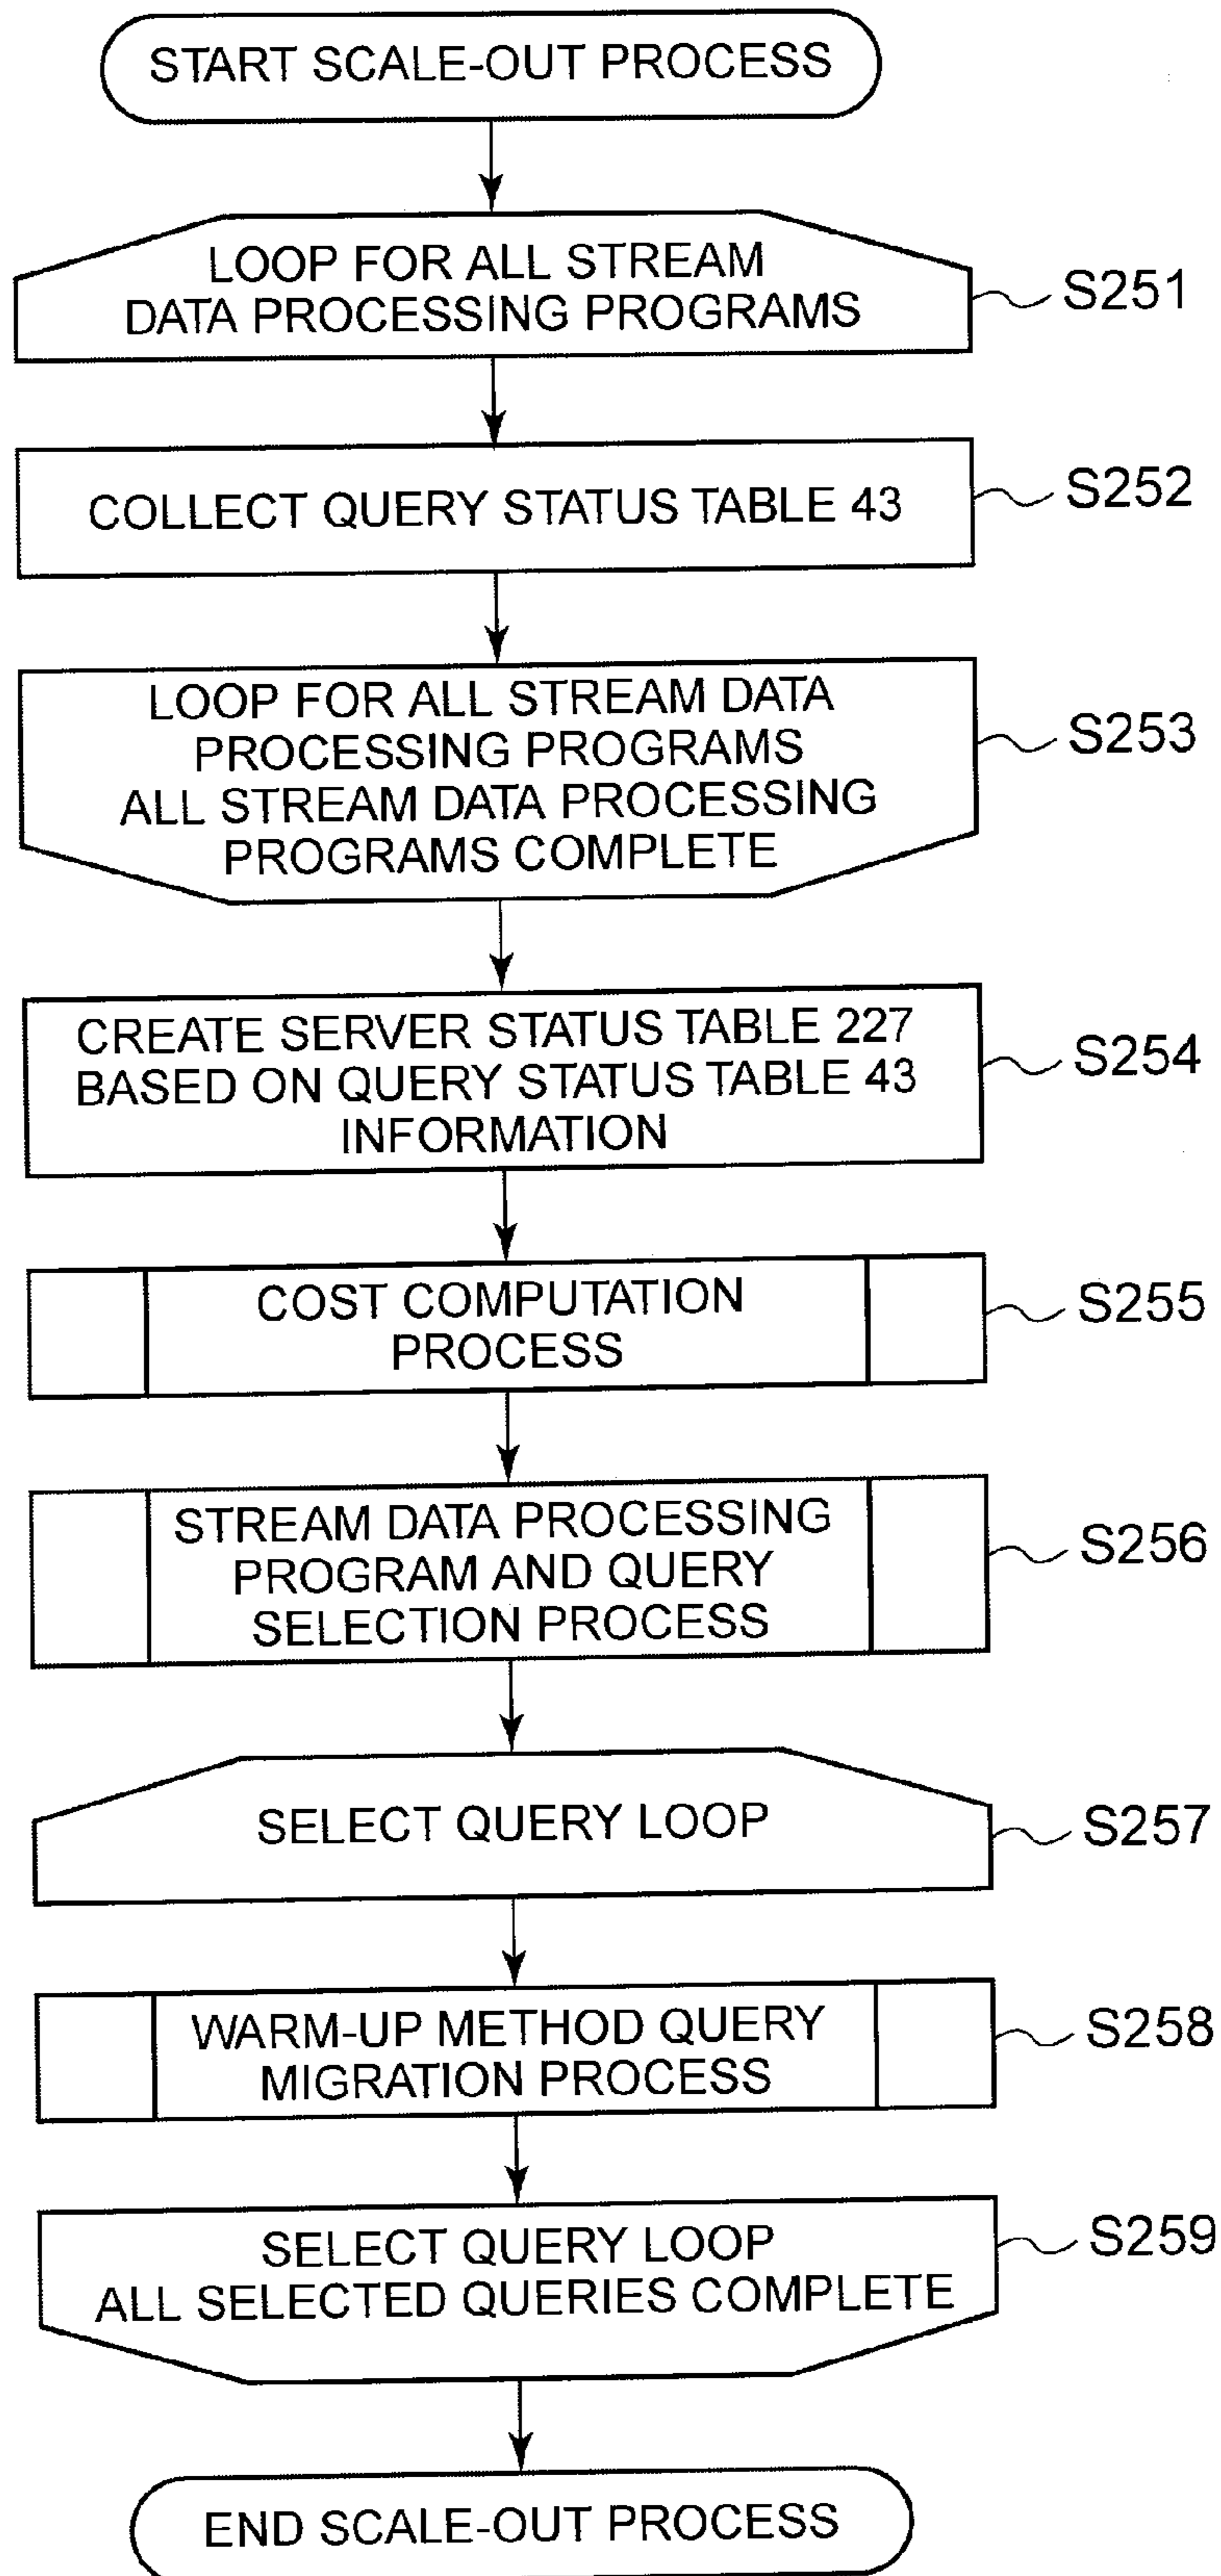 START SCALE-OUT PROCESS
LOOP FOR ALL STREAM
DATA PROCESSING PROGRAMS
S251
COLLECT QUERY STATUS TABLE 43
S252
LOOP FOR ALL STREAM DATA
PROCESSING PROGRAMS
ALL STREAM DATA PROCESSING
PROGRAMS COMPLETE
S253
CREATE SERVER STATUS TABLE 227
BASED ON QUERY STATUS TABLE 43
INFORMATION
S254
COST COMPUTATION
PROCESS
S255
STREAM DATA PROCESSING
PROGRAM AND QUERY
SELECTION PROCESS
S256
SELECT QUERY LOOP
S257
WARM-UP METHOD QUERY
MIGRATION PROCESS
S258
SELECT QUERY LOOP
ALL SELECTED QUERIES COMPLETE
S259
END SCALE-OUT PROCESS